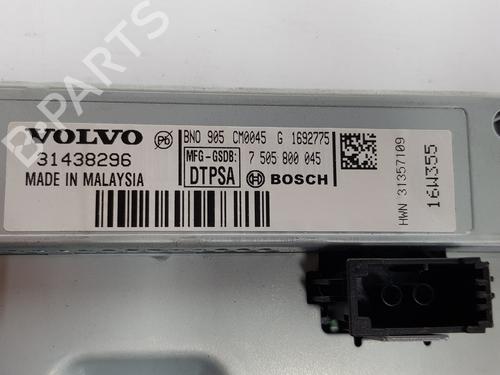 B-PARTS
VOLVO
31438296
MADE IN MALAYSIA
Pb
BNO 905 CM0045 G 1692775
MFG-GSDB:
DTPSA
7 505 800 045
BOSCH
HWN 31357109
16W355